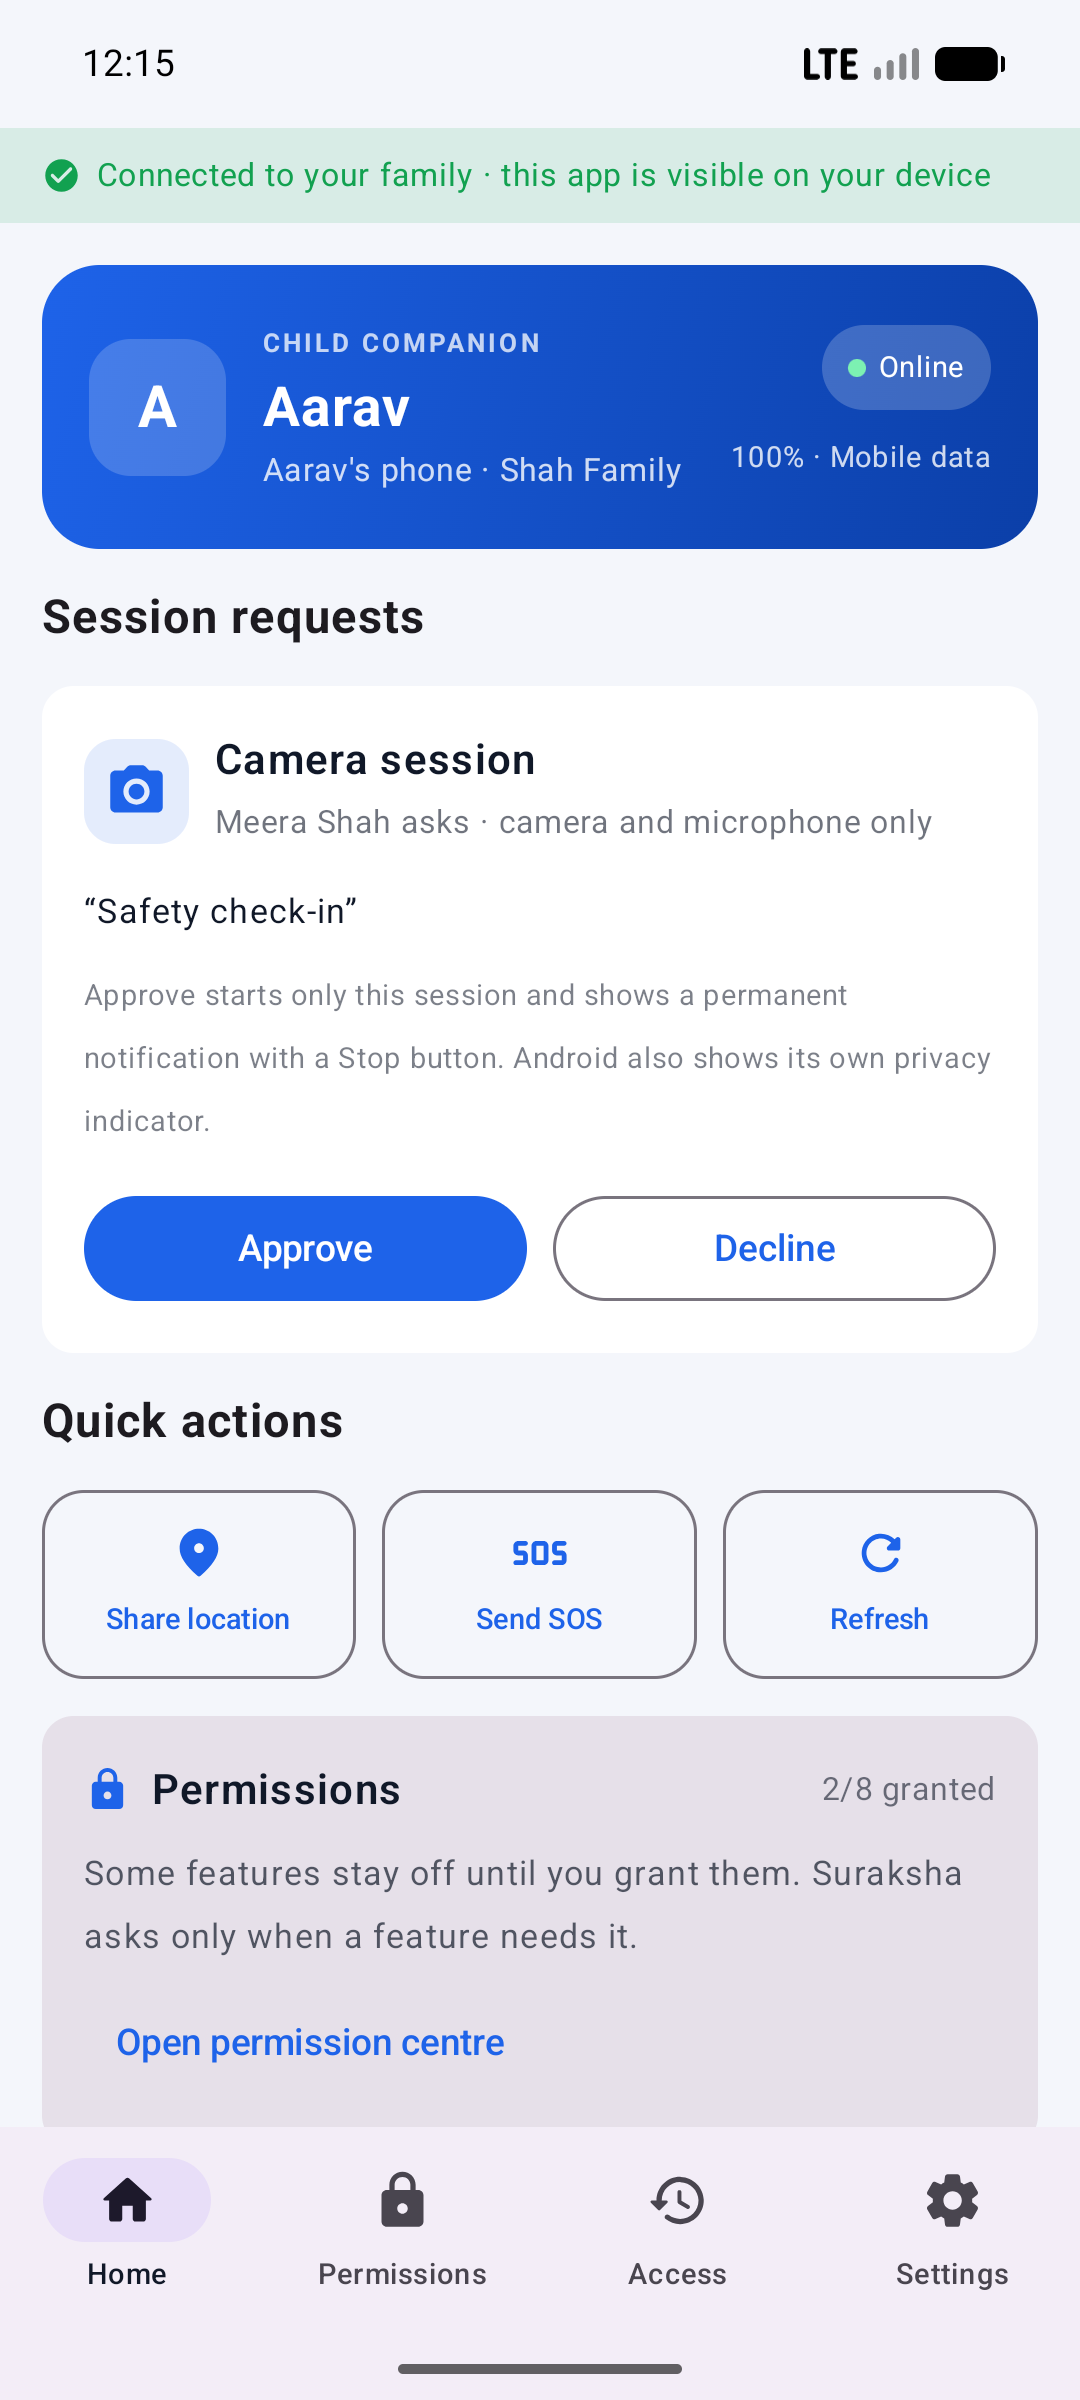 12:15
LTE
Connected to your family · this app is visible on your device
A
CHILD COMPANION
Aarav
Aarav's phone · Shah Family
Online
100% · Mobile data
Session requests
Camera session
Meera Shah asks · camera and microphone only
“Safety check-in”
Approve starts only this session and shows a permanent
notification with a Stop button. Android also shows its own privacy
indicator.
Approve
Decline
Quick actions
Share location
SOS
Send SOS
Refresh
Permissions
2/8 granted
Some features stay off until you grant them. Suraksha
asks only when a feature needs it.
Open permission centre
Home
Permissions
Access
Settings